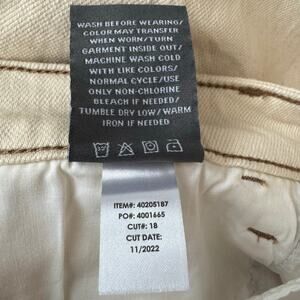 WASH BEFORE WEARING/
COLOR MAY TRANSFER
WHEN WORN/TURN
GARMENT INSIDE OUT/
MACHINE WASH COLD
WITH LIKE COLORS/
NORMAL CYCLE/USE
ONLY NON-CHLORINE
BLEACH IF NEEDED/
TUMBLE DRY LOW/WARM
IRON IF NEEDED
ITEM#: 40205187
PO#: 4001665
CUT#: 18
CUT DATE:
11/2022